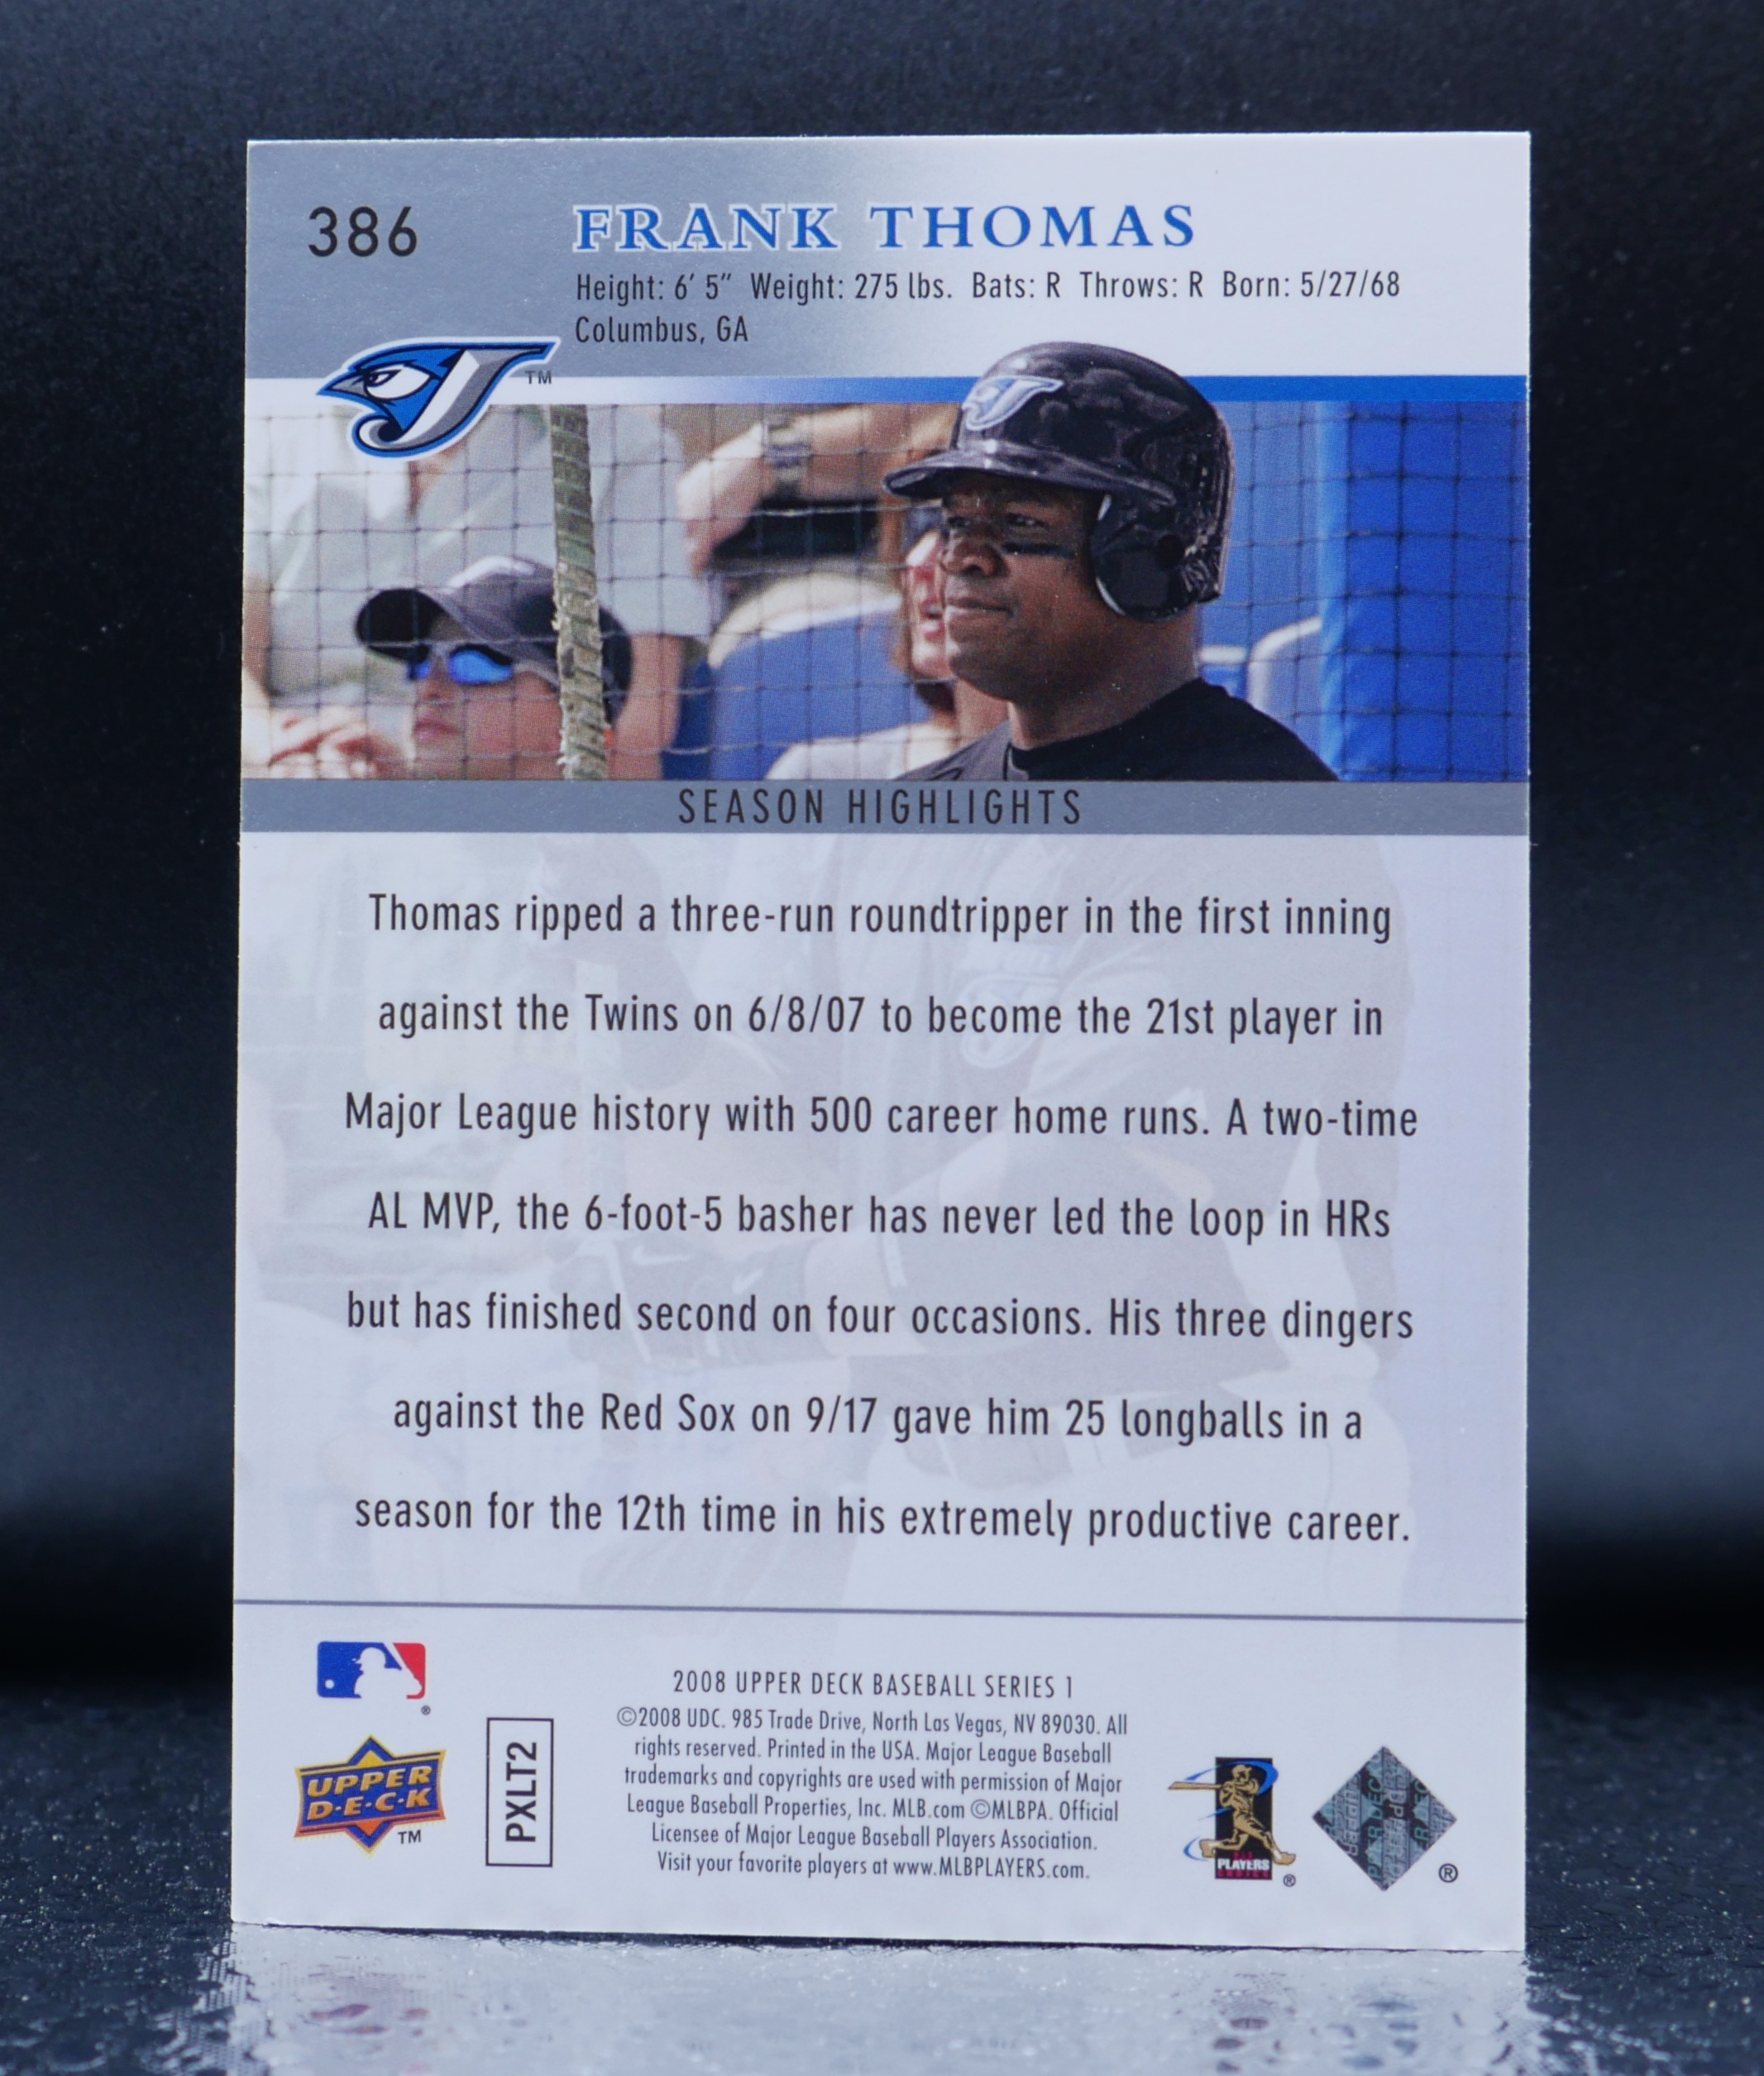 386
FRANK THOMAS
Height: 6' 5" Weight: 275 lbs. Bats: R Throws: R Born: 5/27/68
Columbus, GA
TM
SEASON HIGHLIGHTS
Thomas ripped a three-run roundtripper in the first inning
against the Twins on 6/8/07 to become the 21st player in
Major League history with 500 career home runs. A two-time
AL MVP, the 6-foot-5 basher has never led the loop in HRs
but has finished second on four occasions. His three dingers
against the Red Sox on 9/17 gave him 25 longballs in a
season for the 12th time in his extremely productive career.
2008 UPPER DECK BASEBALL SERIES 1
©2008 UDC. 985 Trade Drive, North Las Vegas, NV 89030. All
rights reserved. Printed in the USA. Major League Baseball
trademarks and copyrights are used with permission of Major
League Baseball Properties, Inc. MLB.com ©MLBPA. Official
Licensee of Major League Baseball Players Association.
Visit your favorite players at www.MLBPLAYERS.com.
®
UPPER
D·E·C·K
TM
PXLT2
PLAYERS
CHOICE
®
®